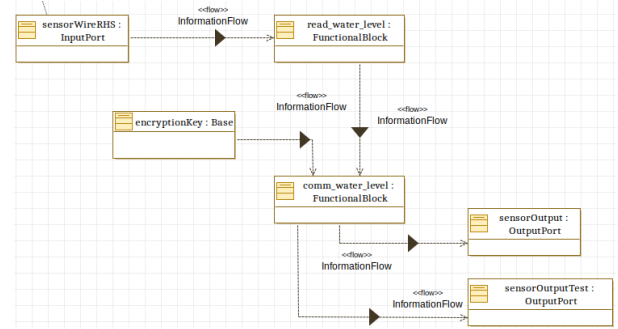 <<flow>>
InformationFlow
sensorWireRHS :
InputPort
read_water_level :
FunctionalBlock
<<flow>>
InformationFlow
<<flow>>
InformationFlow
encryptionKey : Base
comm_water_level :
FunctionalBlock
sensorOutput :
OutputPort
<<flow>>
InformationFlow
<<flow>>
InformationFlow
sensorOutputTest :
OutputPort